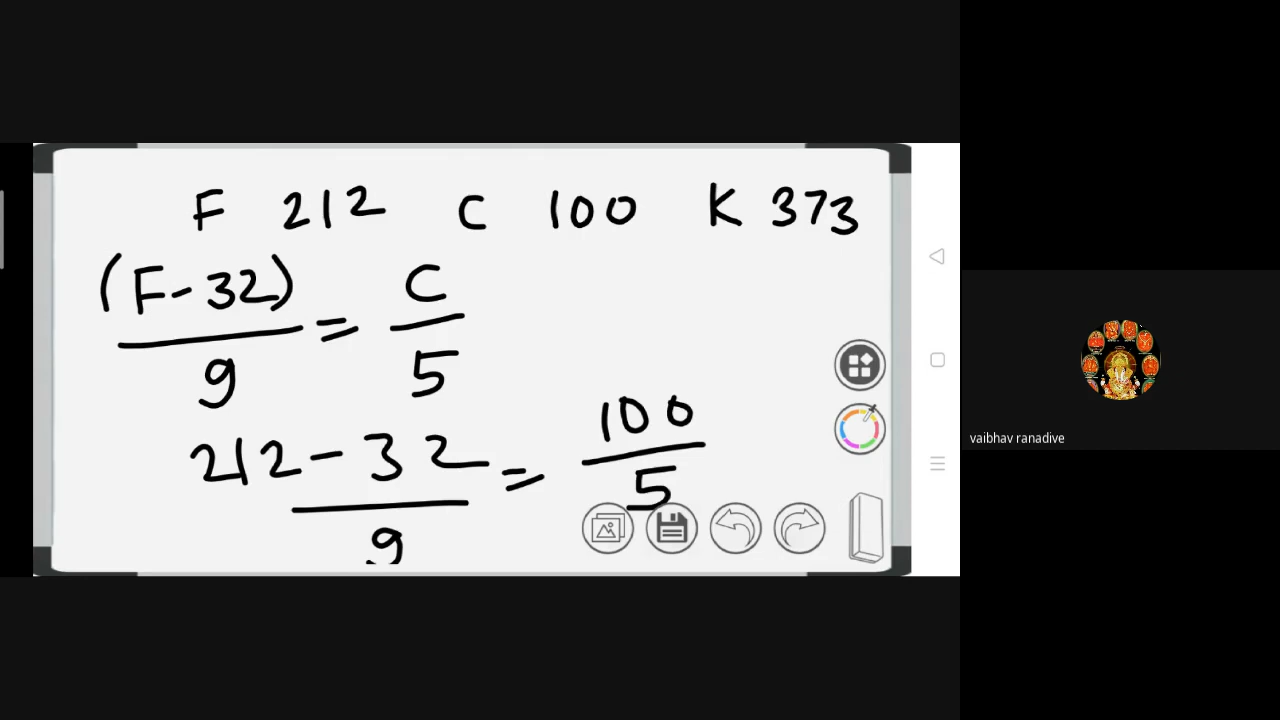 F 212 C 100 K 373
(F-32)/9 = C/5
212-32/9 = 100/5
vaibhav ranadive